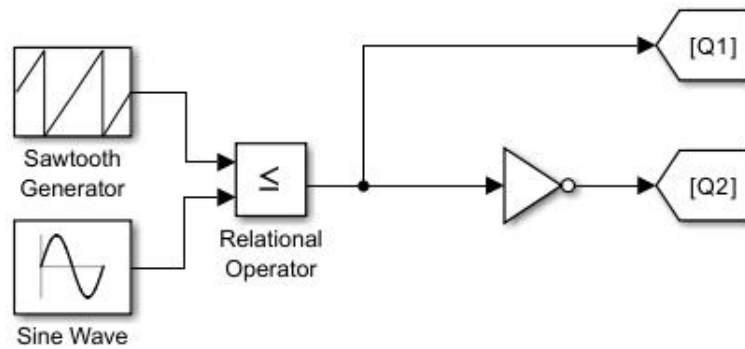 [Q1]
Sawtooth
Generator
≤
[Q2]
Relational
Operator
Sine Wave